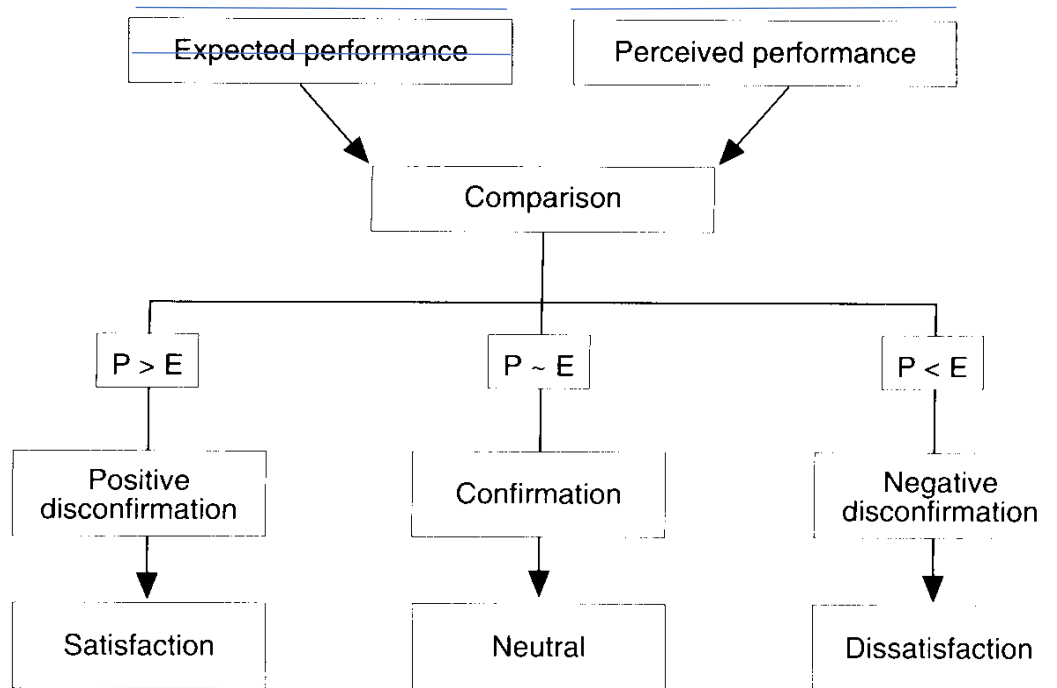 Expected performance
Perceived performance
Comparison
P > E
P ~ E
P < E
Positive
disconfirmation
Confirmation
Negative
disconfirmation
Satisfaction
Neutral
Dissatisfaction